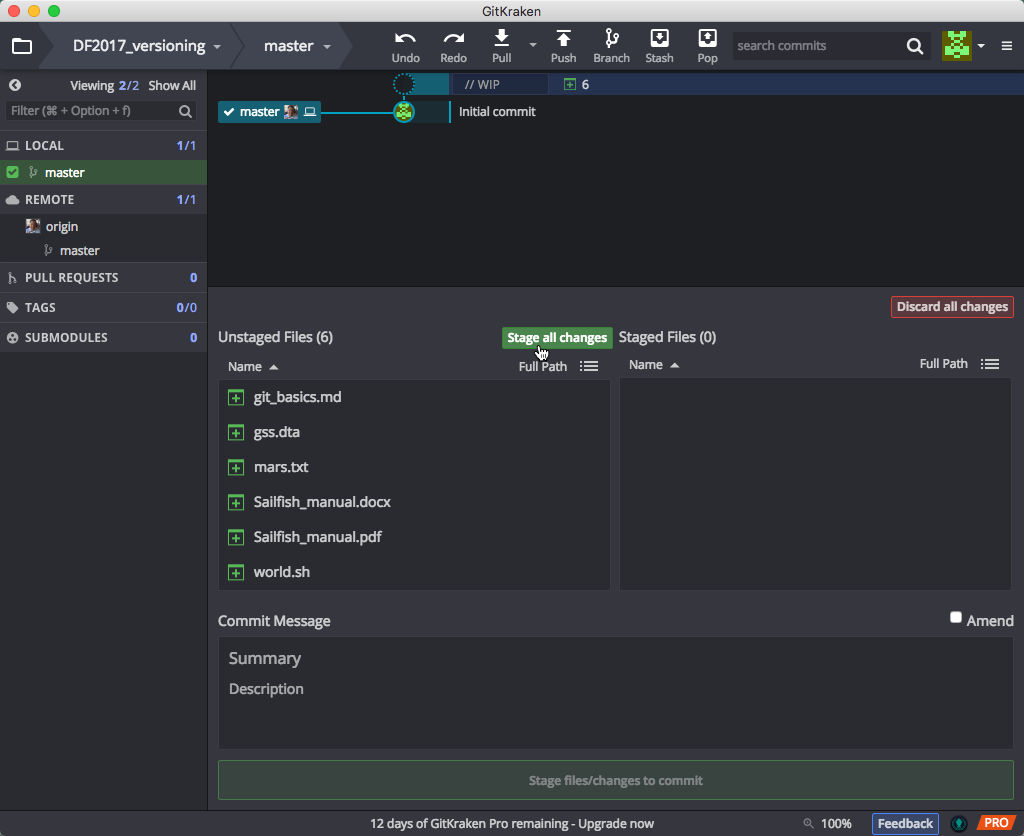 GitKraken
DF2017_versioning master Undo Redo Pull Push Branch Stash Pop search commits
Viewing 2/2 Show All
Filter (⌘ + Option + f)
// WIP 6
master Initial commit
LOCAL 1/1
master
REMOTE 1/1
origin
master
PULL REQUESTS 0
TAGS 0/0
SUBMODULES 0
Discard all changes
Unstaged Files (6) Stage all changes
Name Full Path
git_basics.md
gss.dta
mars.txt
Sailfish_manual.docx
Sailfish_manual.pdf
world.sh
Staged Files (0)
Name Full Path
Commit Message Amend
Summary
Description
Stage files/changes to commit
12 days of GitKraken Pro remaining - Upgrade now 100% Feedback PRO